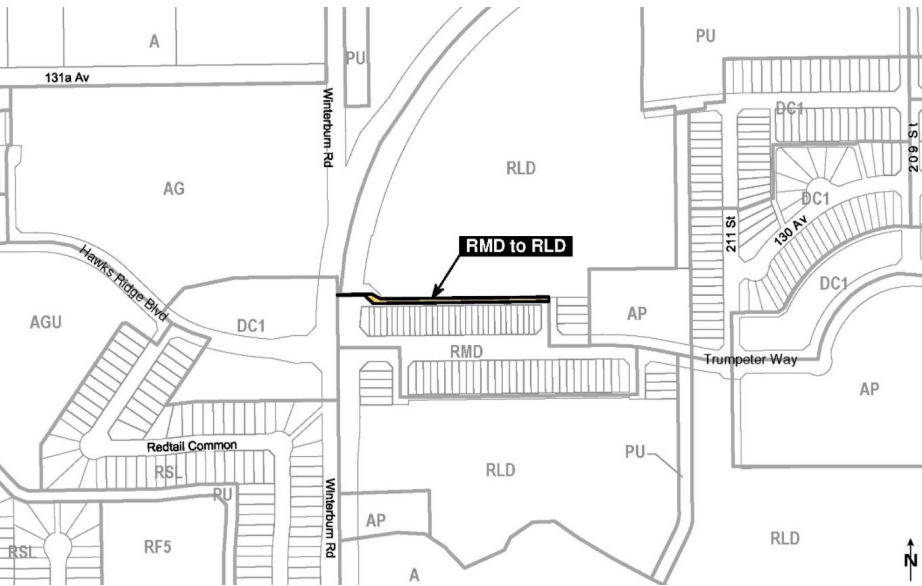 A
PU
PU
131a Av
Winterburn Rd
DC1
209 St
RLD
AG
DC1
211 St
130 Av
RMD to RLD
Hawks Ridge Blvd
DC1
AGU
DC1
AP
RMD
Trumpeter Way
AP
Redtail Common
RSL
RLD
PU
PU
Winterburn Rd
AP
RSL
RF5
RLD
A
N